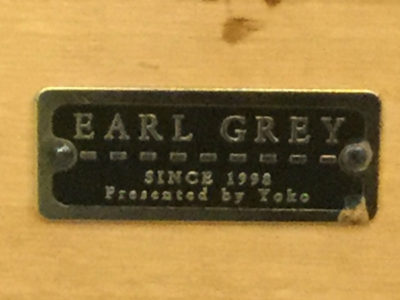 EARL GREY
SINCE 1998
Presented by Yoko